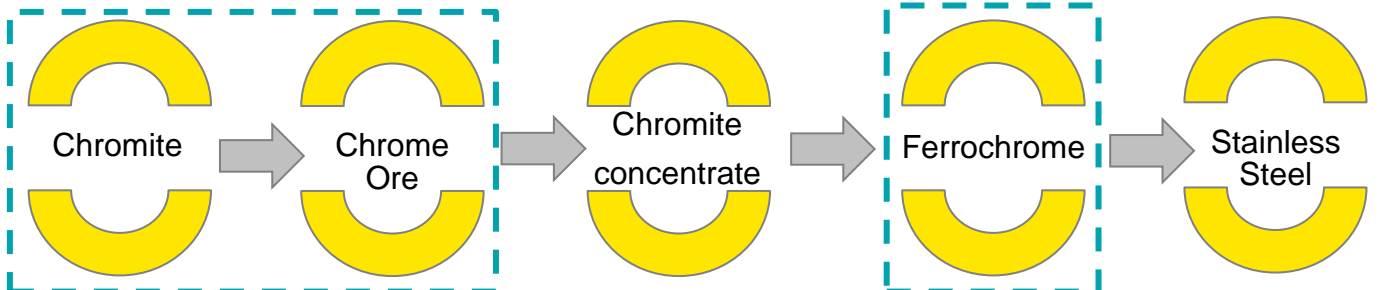 Chromite
Chrome
Ore
Chromite
concentrate
Ferrochrome
Stainless
Steel